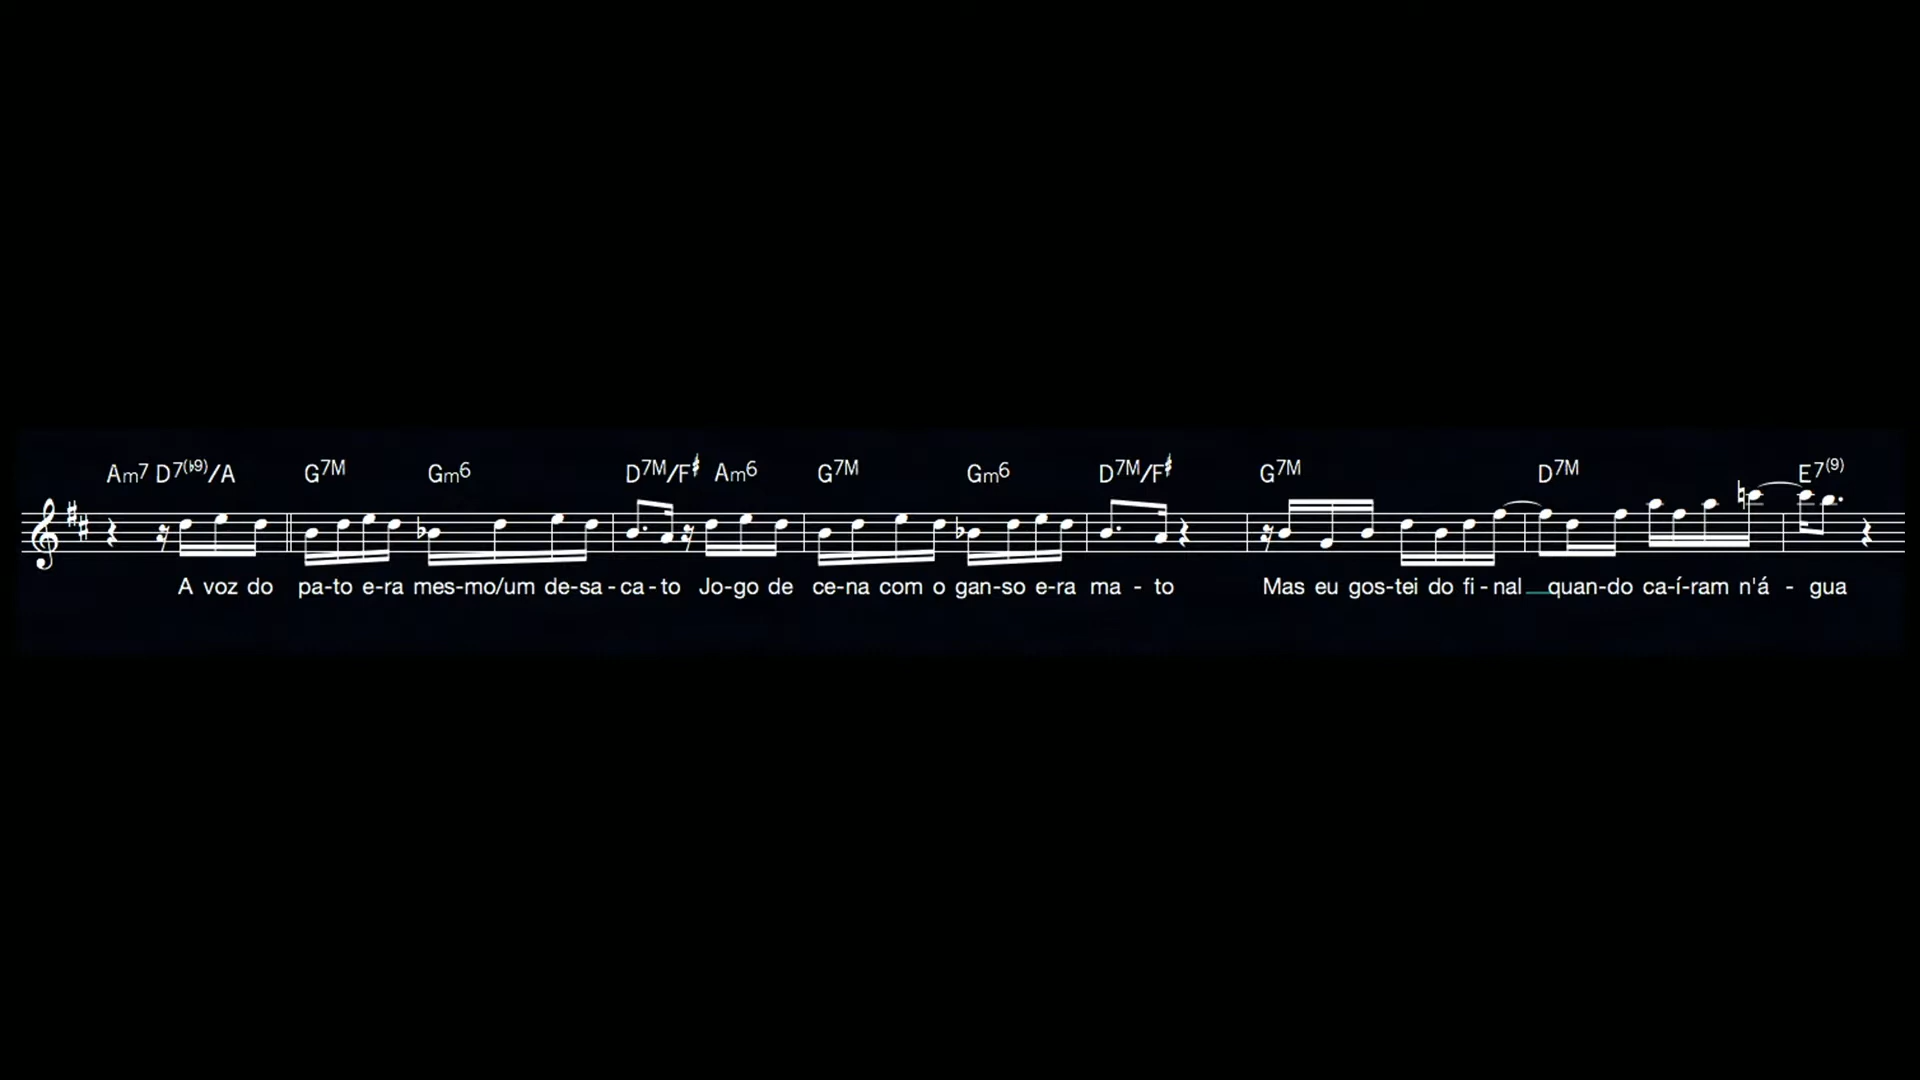 Am7 D7(♭9)/A G7M Gm6 D7M/F♯ Am6 G7M Gm6 D7M/F♯ G7M D7M E7(9)
A voz do pa-to e-ra mes-mo/um de-sa-ca-to Jo-go de ce-na com o gan-so e-ra ma - to Mas eu gos-tei do fi-nal quan-do ca-í-ram n'á - gua